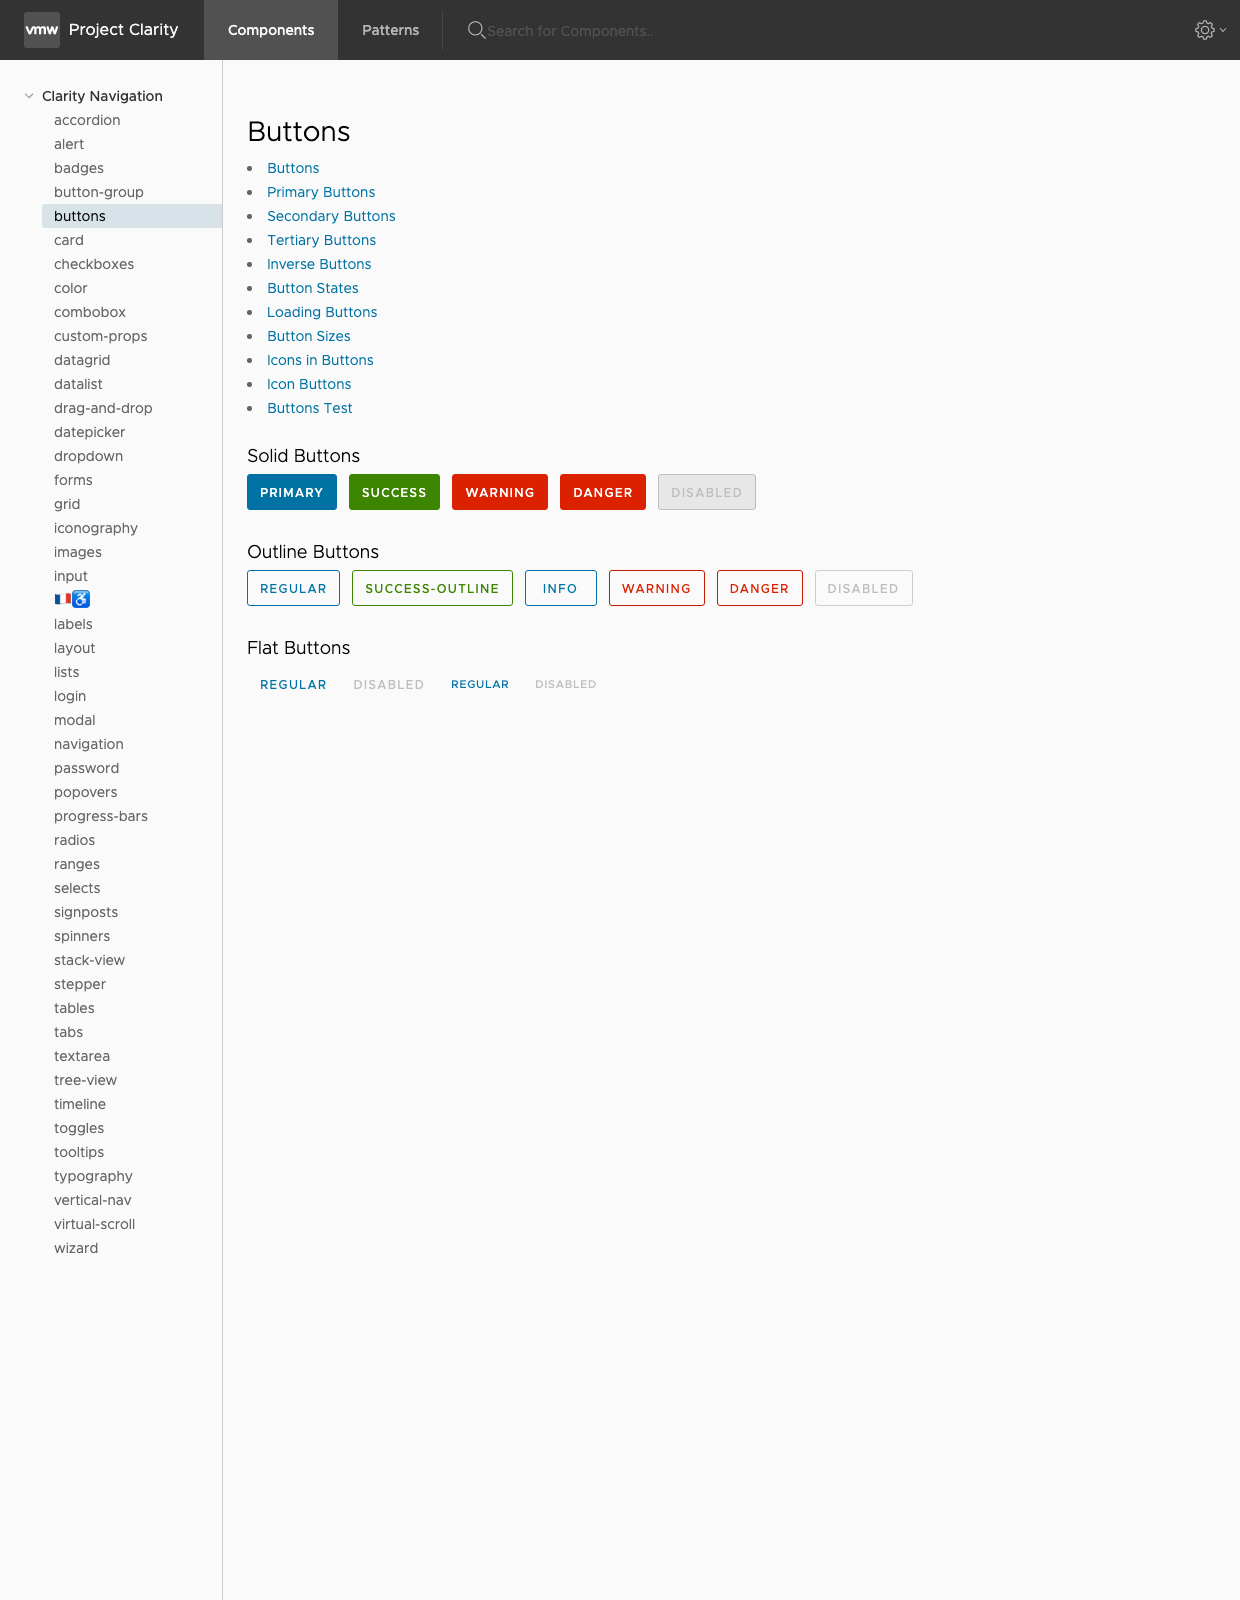 vmw Project Clarity Components Patterns Search for Components..
Clarity Navigation
accordion
alert
badges
button-group
buttons
card
checkboxes
color
combobox
custom-props
datagrid
datalist
drag-and-drop
datepicker
dropdown
forms
grid
iconography
images
input
🇫🇷♿
labels
layout
lists
login
modal
navigation
password
popovers
progress-bars
radios
ranges
selects
signposts
spinners
stack-view
stepper
tables
tabs
textarea
tree-view
timeline
toggles
tooltips
typography
vertical-nav
virtual-scroll
wizard
Buttons
Buttons
Primary Buttons
Secondary Buttons
Tertiary Buttons
Inverse Buttons
Button States
Loading Buttons
Button Sizes
Icons in Buttons
Icon Buttons
Buttons Test
Solid Buttons
PRIMARY SUCCESS WARNING DANGER DISABLED
Outline Buttons
REGULAR SUCCESS-OUTLINE INFO WARNING DANGER DISABLED
Flat Buttons
REGULAR DISABLED REGULAR DISABLED